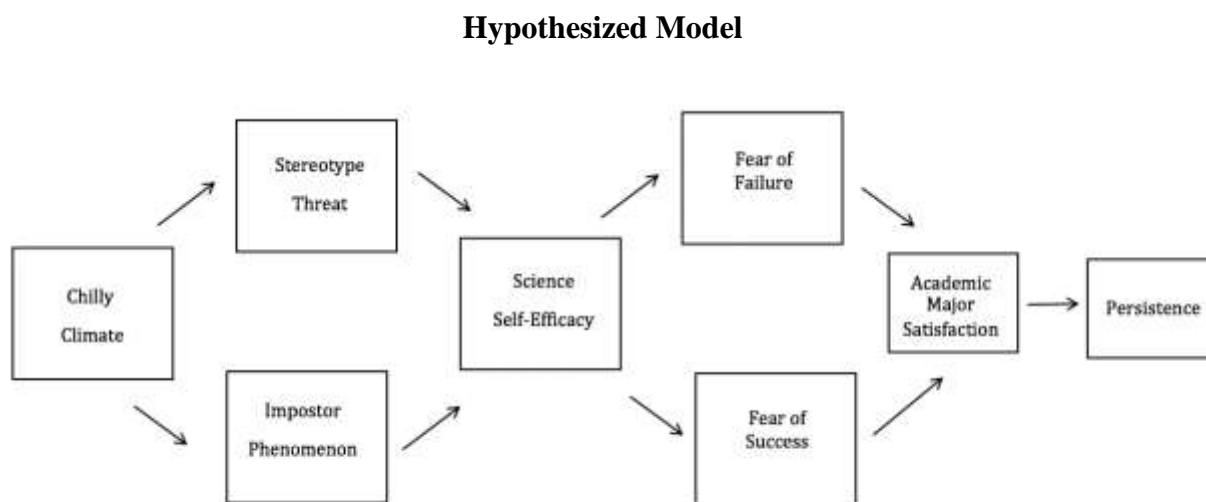 Hypothesized Model
Stereotype
Threat
Fear of
Failure
Chilly
Climate
Science
Self-Efficacy
Academic
Major
Satisfaction
Persistence
Impostor
Phenomenon
Fear of
Success